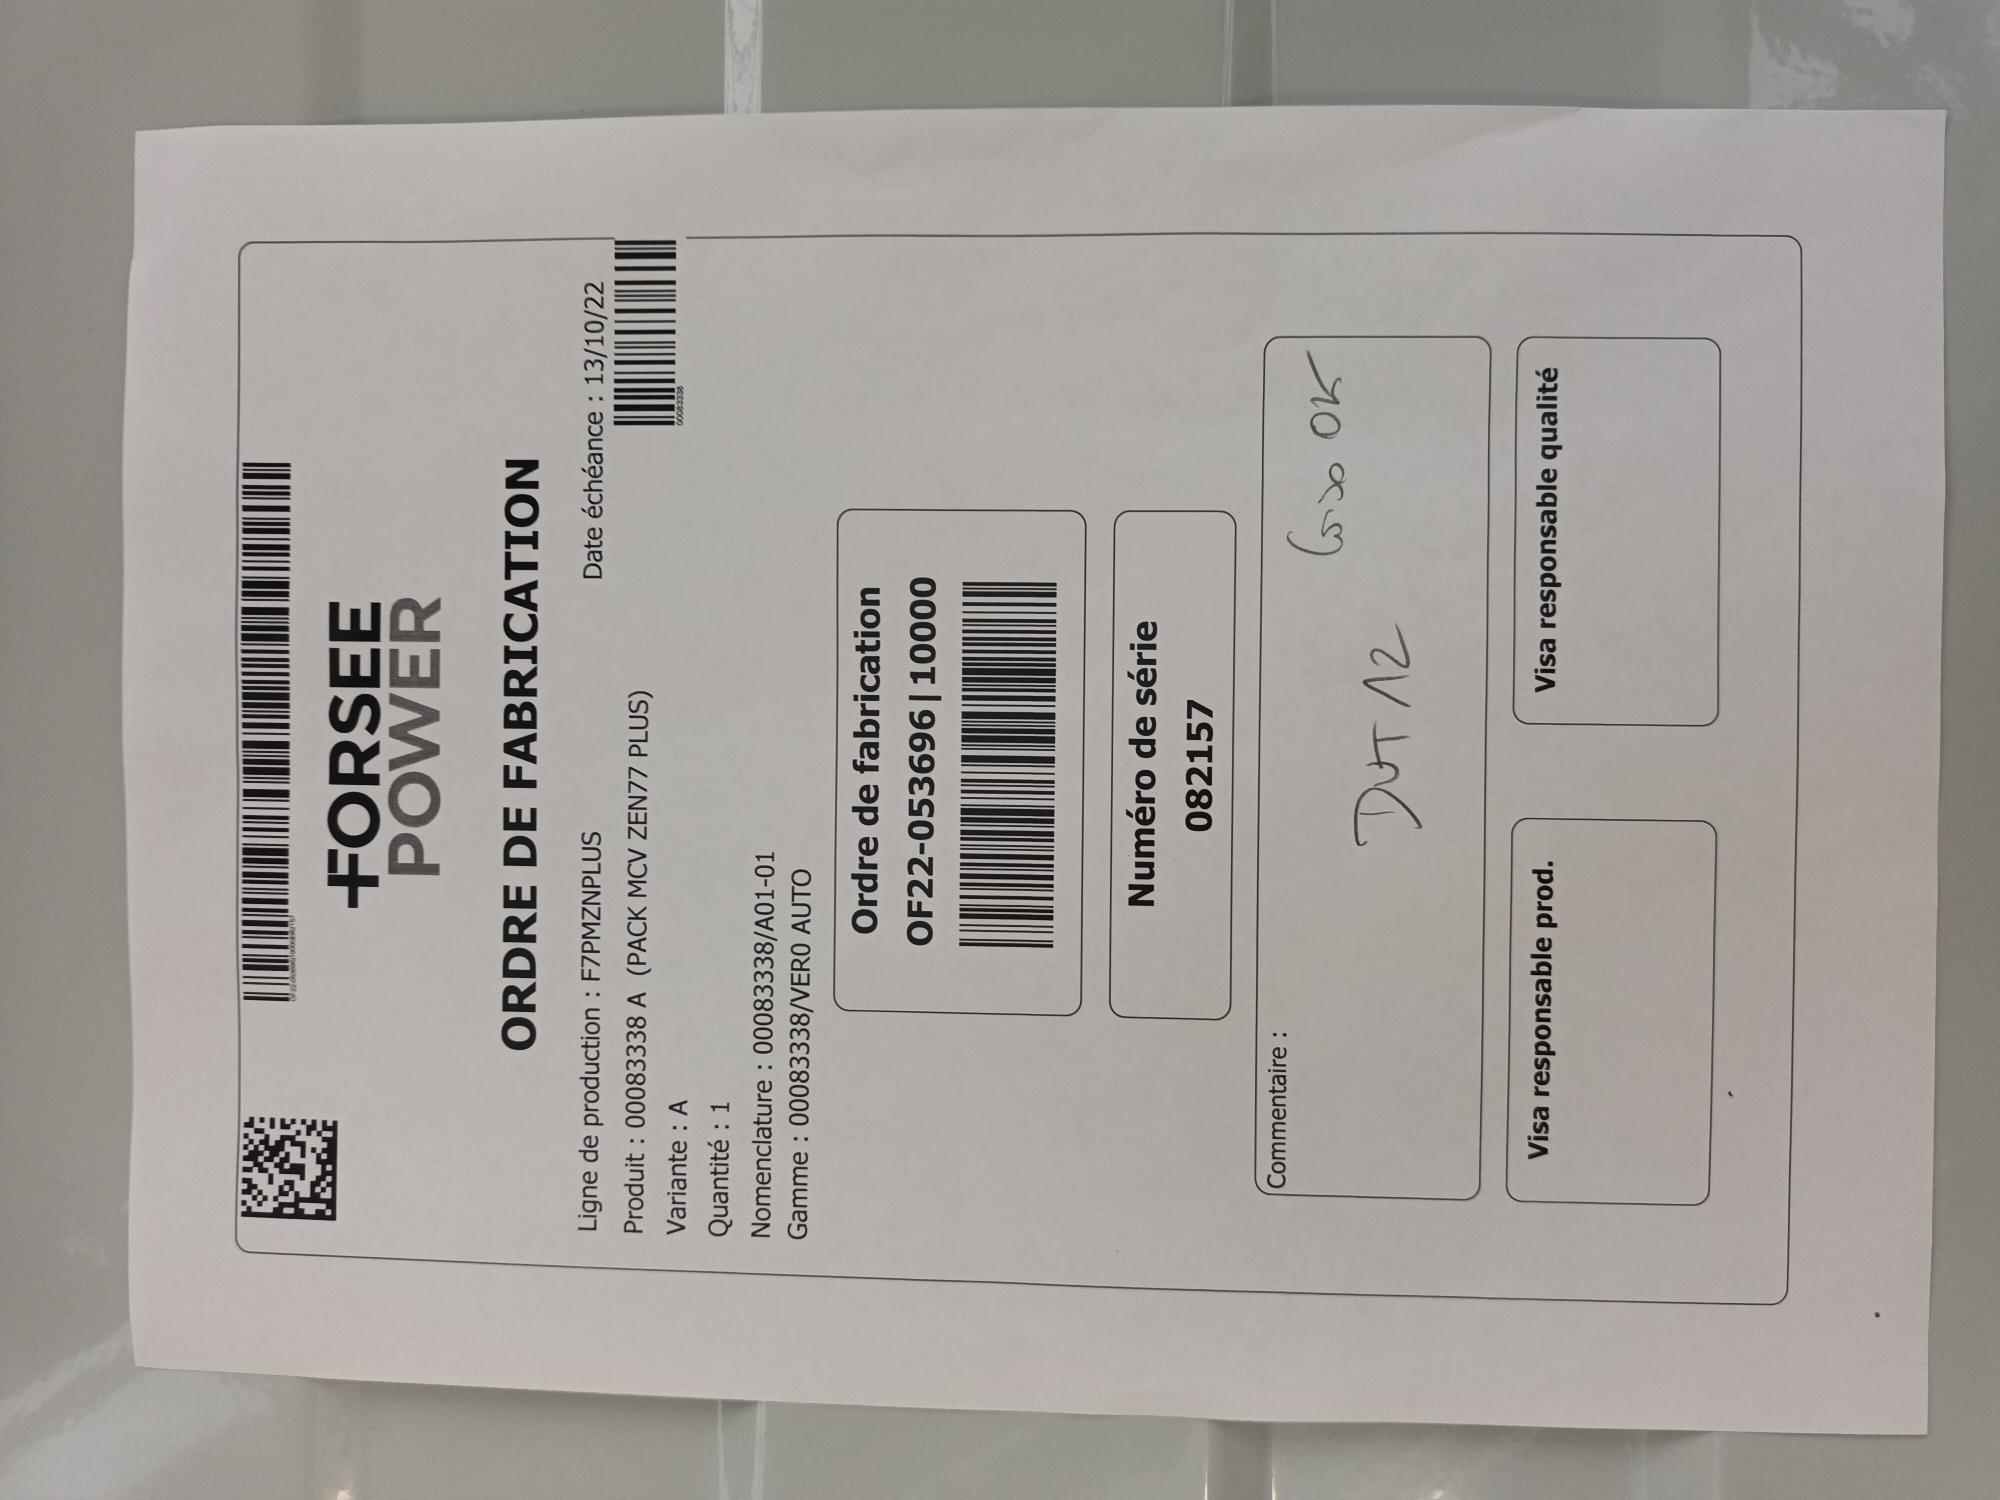 FORSEE
POWER
ORDRE DE FABRICATION
Ligne de production : F7PMZNPLUS
Date échéance : 13/10/22
Produit : 00083338 A (PACK MCV ZEN77 PLUS)
00083338
Variante : A
Quantité : 1
Nomenclature : 00083338/A01-01
Gamme : 00083338/VER0 AUTO
Ordre de fabrication
OF22-053696|10000
Numéro de série
082157
Commentaire :
OK
DUT 12
Visa responsable prod.
Visa responsable qualité